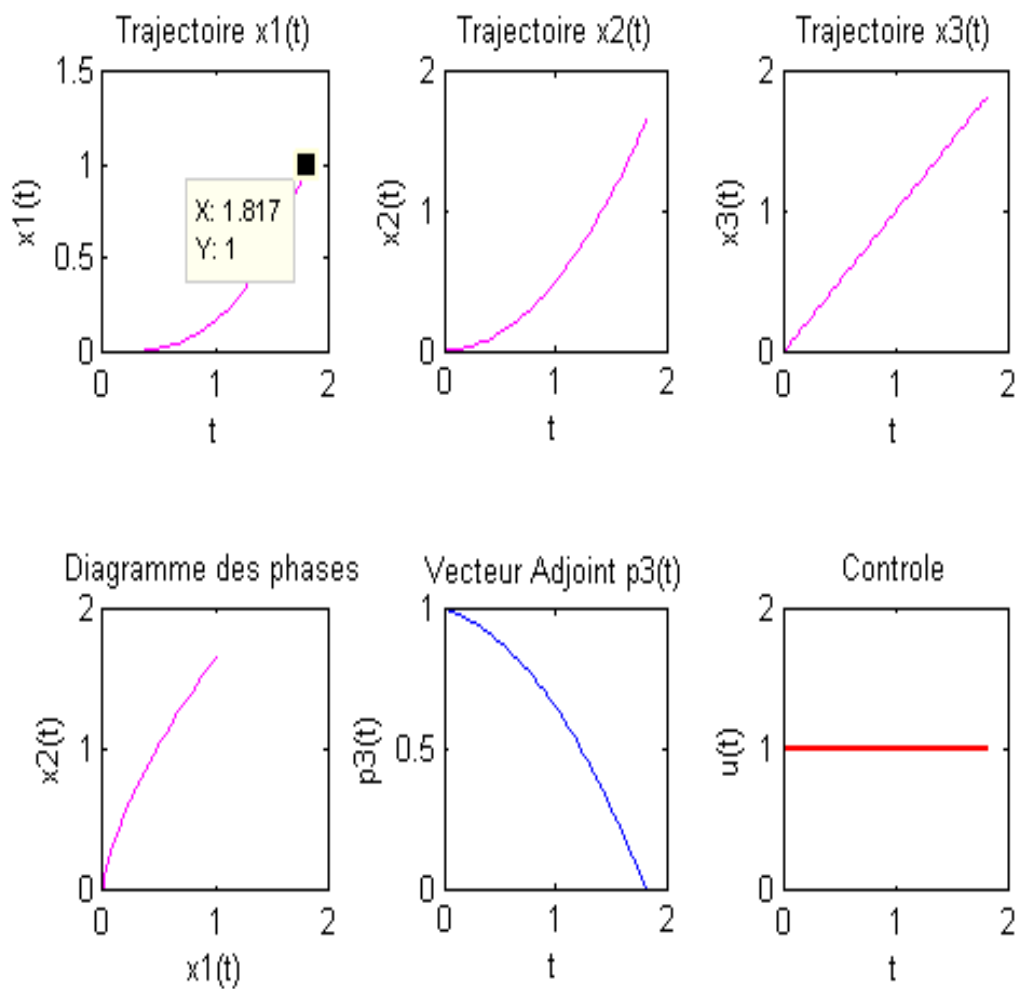 Trajectoire x1(t)
1.5
1
0.5
0
x1(t)
X: 1.817
Y: 1
0 1 2
t
Trajectoire x2(t)
2
1
0
x2(t)
0 1 2
t
Trajectoire x3(t)
2
1
0
x3(t)
0 1 2
t
Diagramme des phases
2
1
0
x2(t)
0 1 2
x1(t)
Vecteur Adjoint p3(t)
1
0.5
0
p3(t)
0 1 2
t
Controle
2
1
0
u(t)
0 1 2
t